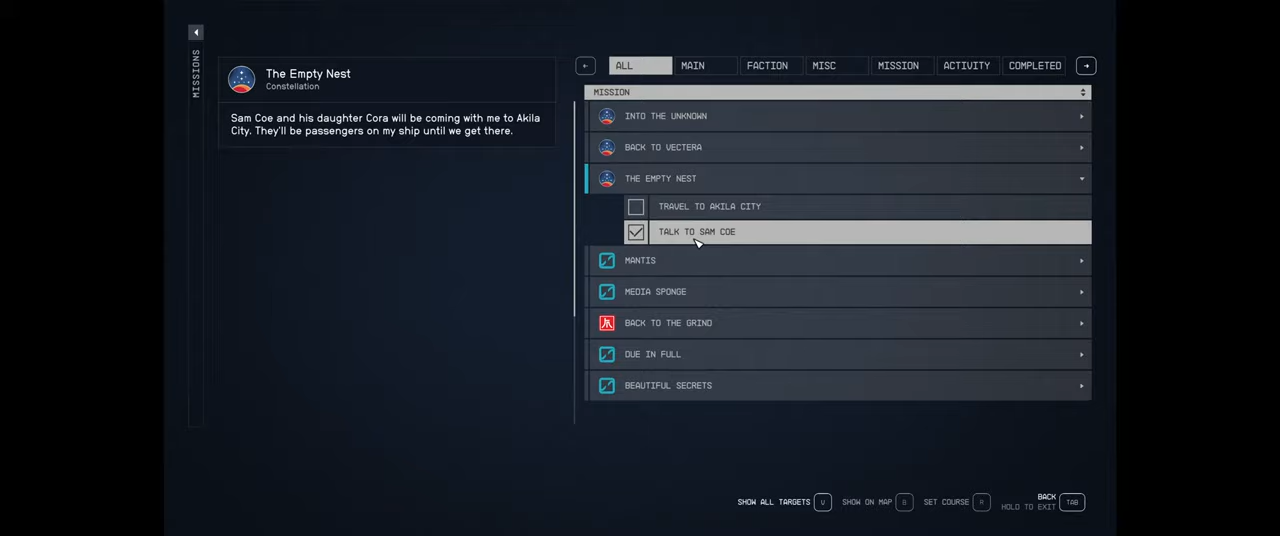 MISSIONS
The Empty Nest
Constellation
Sam Coe and his daughter Cora will be coming with me to Akila
City. They'll be passengers on my ship until we get there.
ALL MAIN FACTION MISC MISSION ACTIVITY COMPLETED
MISSION
INTO THE UNKNOWN
BACK TO VECTERA
THE EMPTY NEST
TRAVEL TO AKILA CITY
TALK TO SAM COE
MANTIS
MEDIA SPONGE
BACK TO THE GRIND
DUE IN FULL
BEAUTIFUL SECRETS
SHOW ALL TARGETS V SHOW ON MAP B SET COURSE R BACK TAB
HOLD TO EXIT